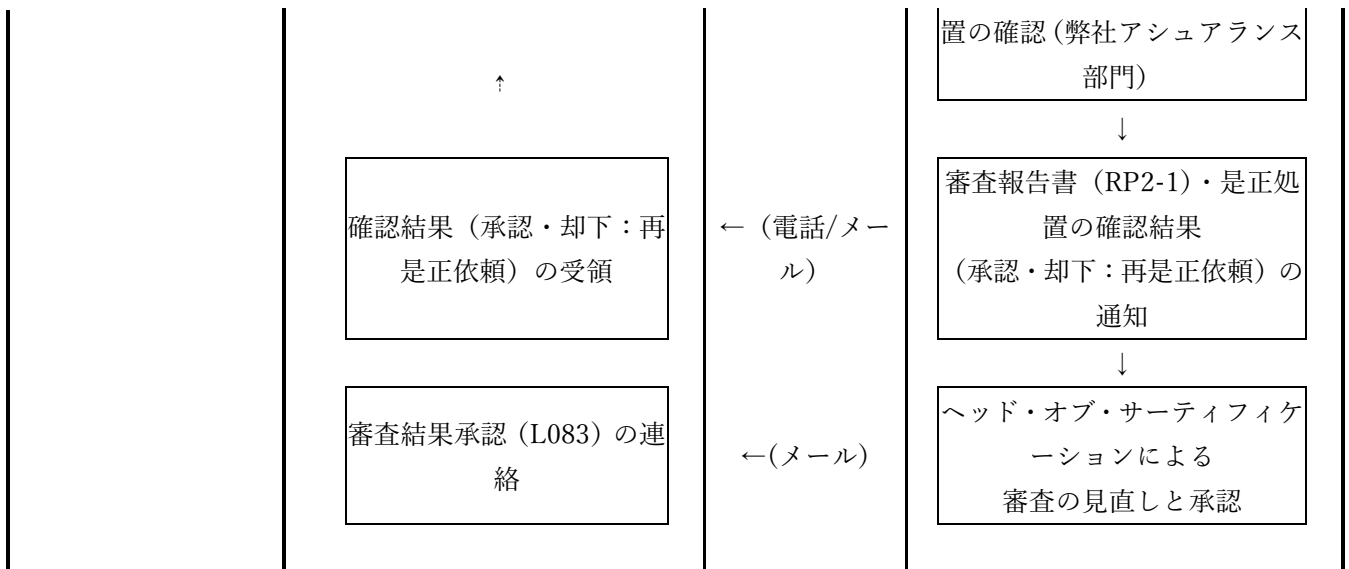 置の確認（弊社アシュアランス
部門）
⇡
↓
確認結果（承認・却下：再
是正依頼）の受領
←（電話/メー
ル）
審査報告書（RP2-1）・是正処
置の確認結果
（承認・却下：再是正依頼）の
通知
↓
審査結果承認（L083）の連
絡
←(メール）
ヘッド・オブ・サーティフィケ
ーションによる
審査の見直しと承認